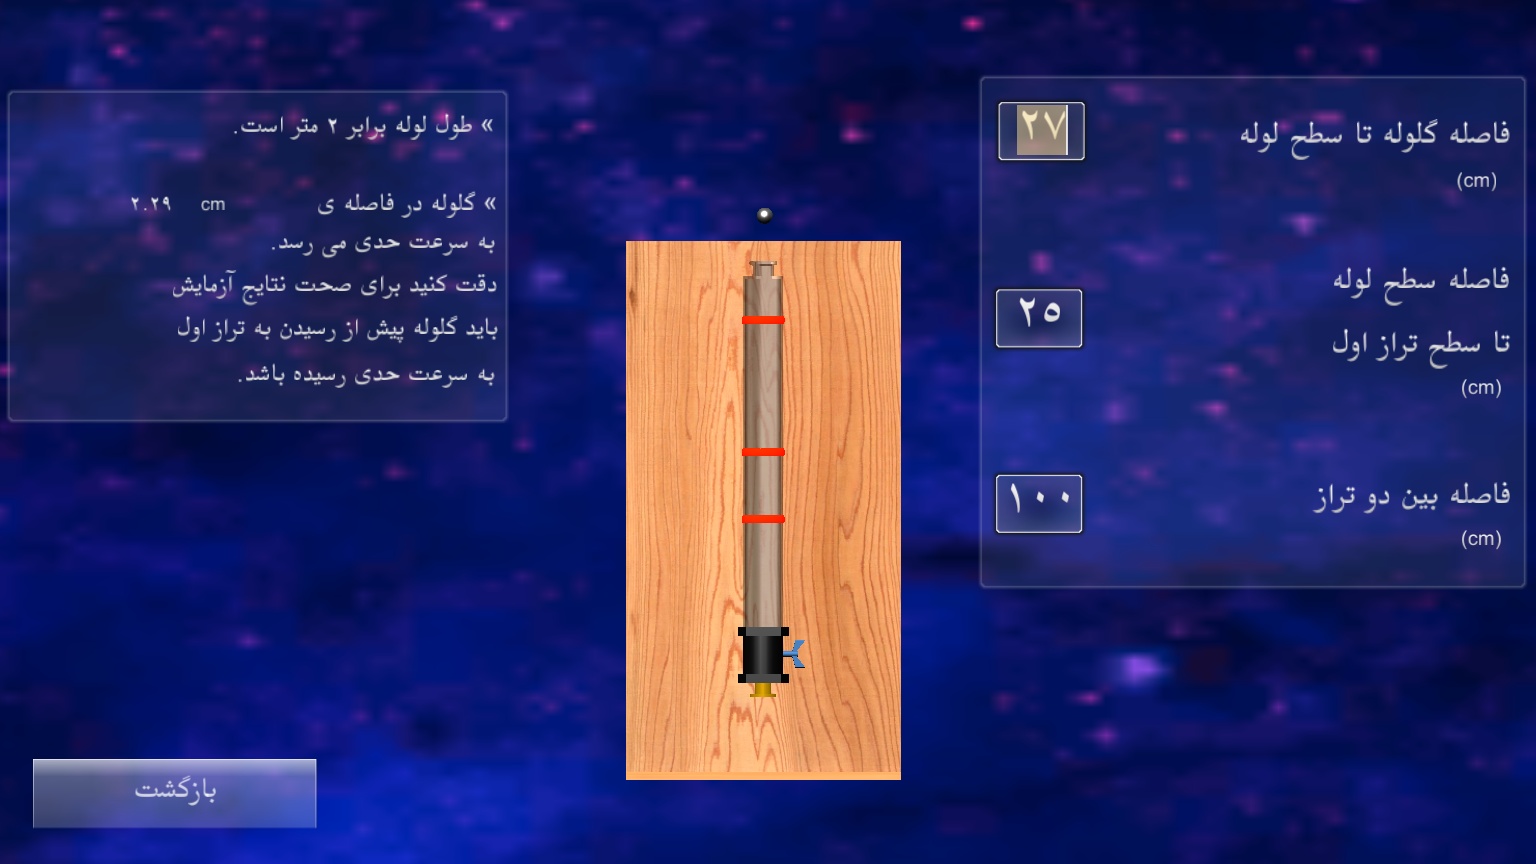 فاصله گلوله تا سطح لوله
(cm)
۲۷
فاصله سطح لوله
تا سطح تراز اول
(cm)
۲۵
فاصله بین دو تراز
(cm)
۱۰۰
» طول لوله برابر ۲ متر است.
» گلوله در فاصله ی ۲.۲۹ cm
به سرعت حدی می رسد.
دقت کنید برای صحت نتایج آزمایش
باید گلوله پیش از رسیدن به تراز اول
به سرعت حدی رسیده باشد.
بازگشت